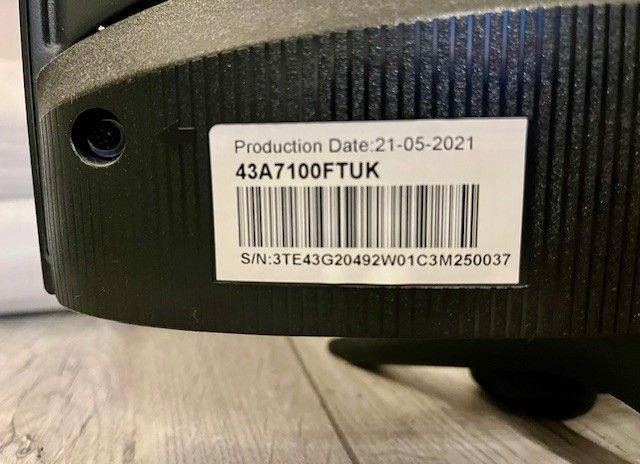 Production Date:21-05-2021
43A7100FTUK
S/N:3TE43G20492W01C3M250037